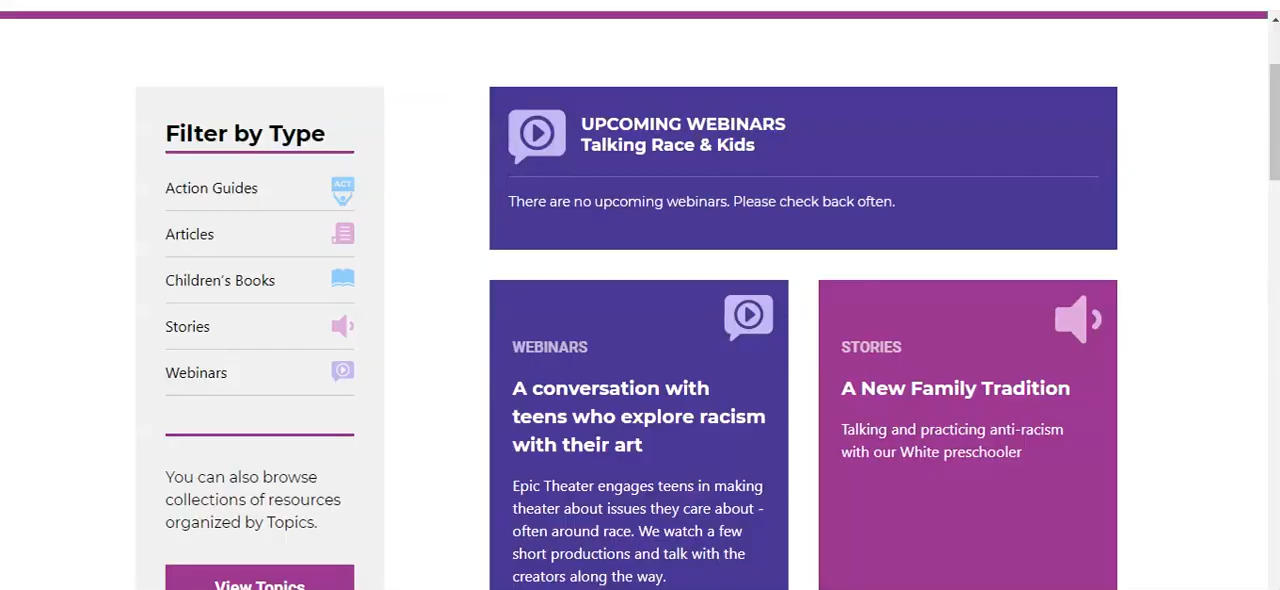 Filter by Type
Action Guides
ACT
Articles
Children's Books
Stories
Webinars
You can also browse
collections of resources
organized by Topics.
View Topics
UPCOMING WEBINARS
Talking Race & Kids
There are no upcoming webinars. Please check back often.
WEBINARS
A conversation with
teens who explore racism
with their art
Epic Theater engages teens in making
theater about issues they care about -
often around race. We watch a few
short productions and talk with the
creators along the way.
STORIES
A New Family Tradition
Talking and practicing anti-racism
with our White preschooler